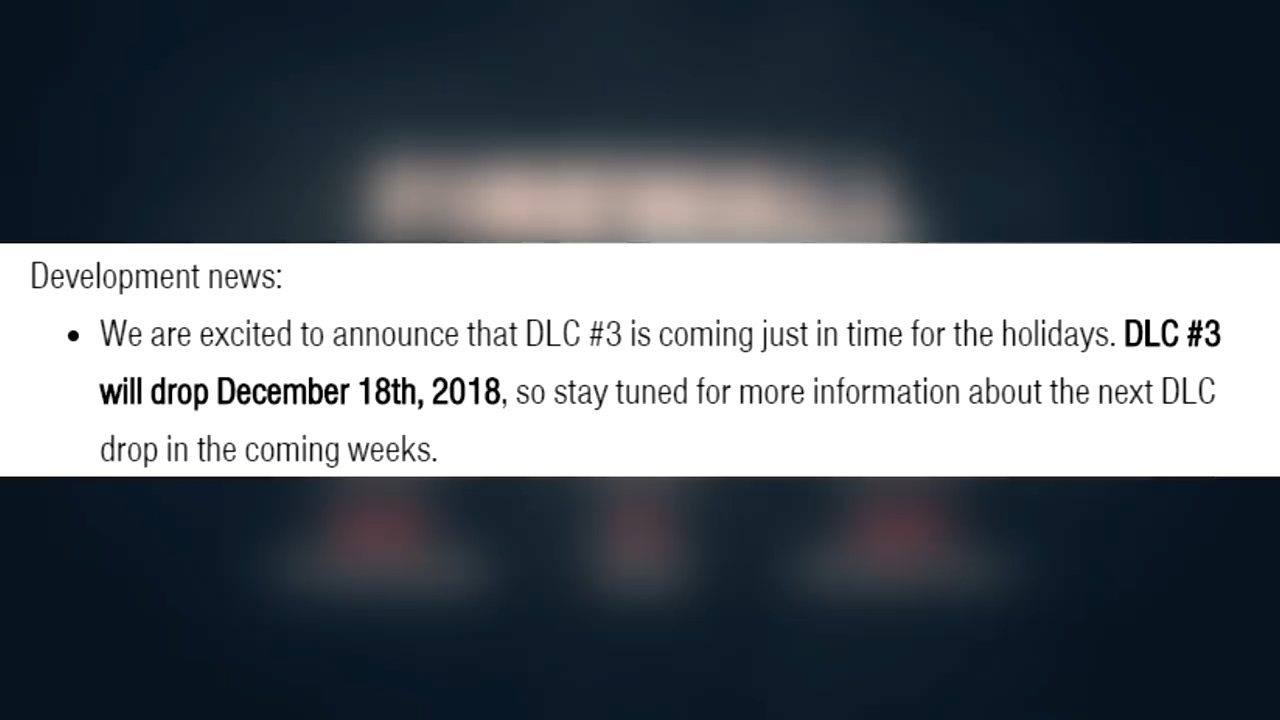 Development news:
• We are excited to announce that DLC #3 is coming just in time for the holidays. DLC #3
will drop December 18th, 2018, so stay tuned for more information about the next DLC
drop in the coming weeks.